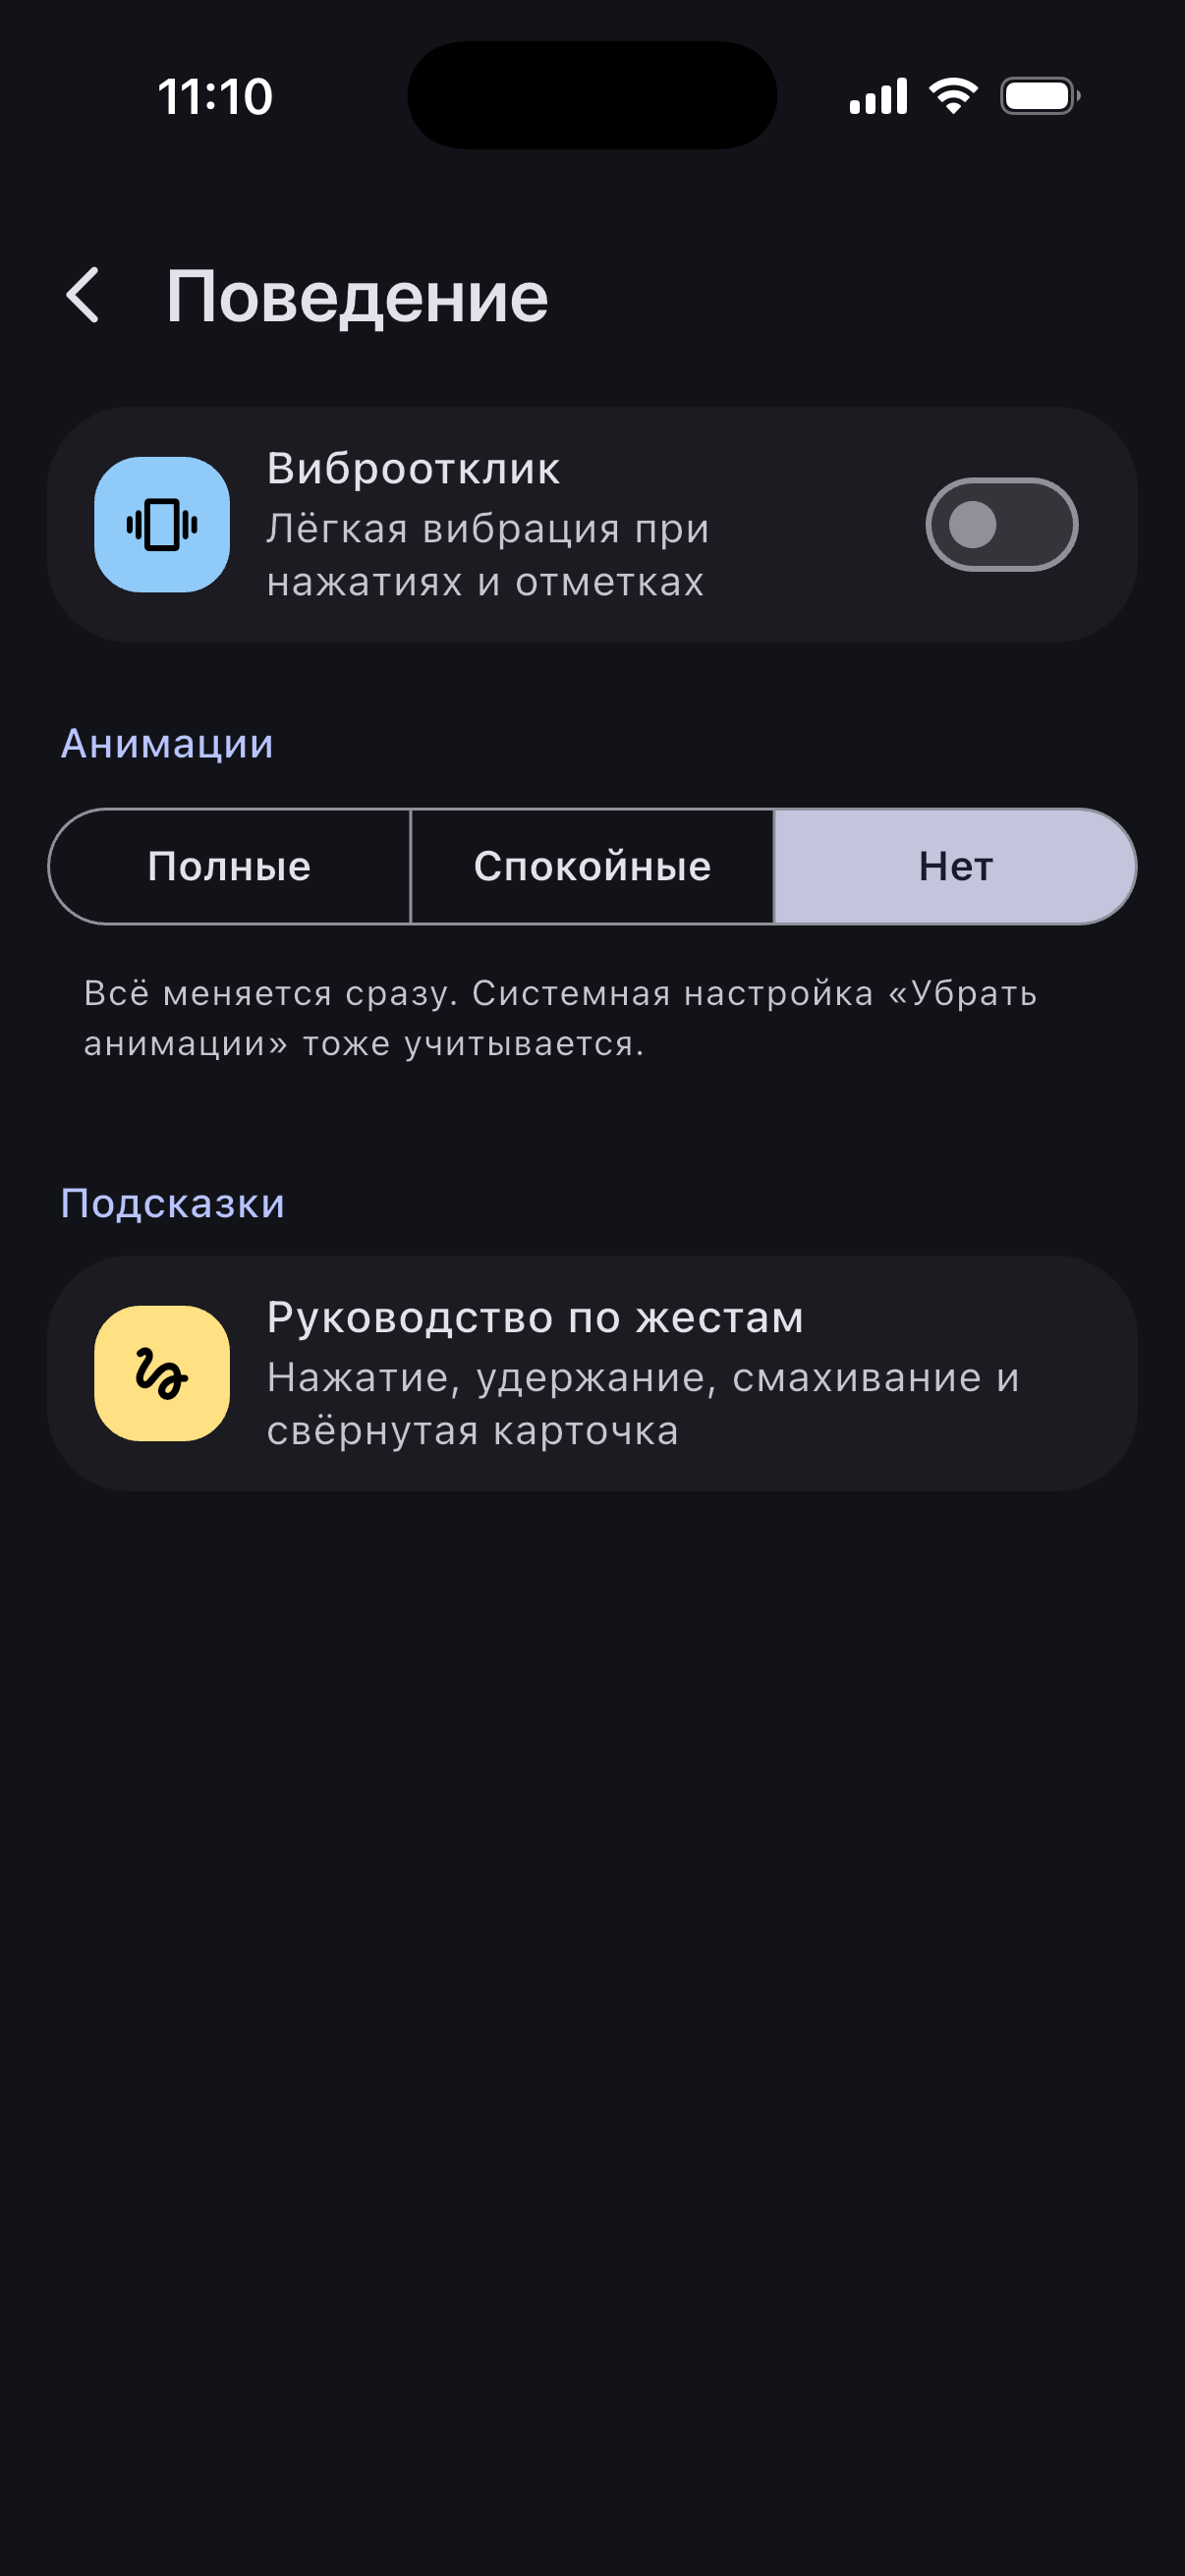 11:10
Поведение
Виброотклик
Лёгкая вибрация при
нажатиях и отметках
Анимации
Полные
Спокойные
Нет
Всё меняется сразу. Системная настройка «Убрать
анимации» тоже учитывается.
Подсказки
Руководство по жестам
Нажатие, удержание, смахивание и
свёрнутая карточка